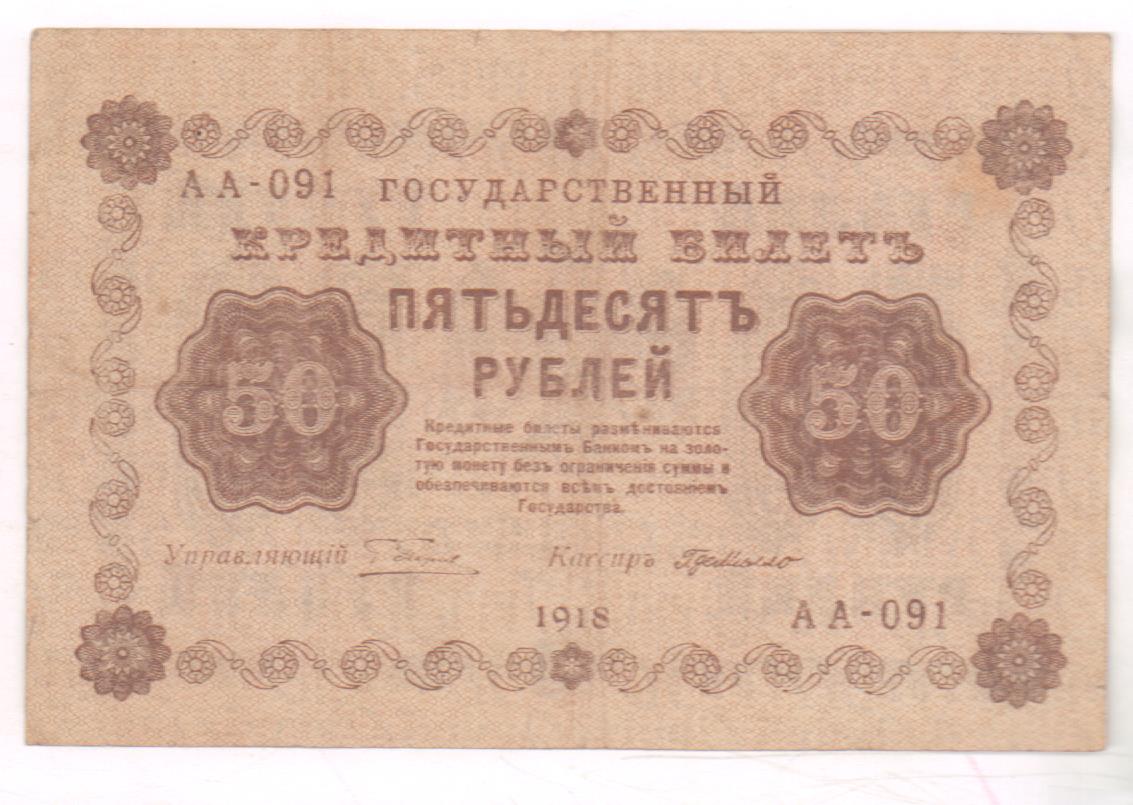 АА-091 ГОСУДАРСТВЕННЫЙ
КРЕДИТНЫЙ БИЛЕТЪ
ПЯТЬДЕСЯТЪ
РУБЛЕЙ
50
50
Кредитные билеты размѣниваются
Государственнымъ Банкомъ на золо-
тую монету безъ ограниченія суммы и
обезпечиваются всѣмъ достояніемъ
Государства.
Управляющій Кассиръ
1918
АА-091